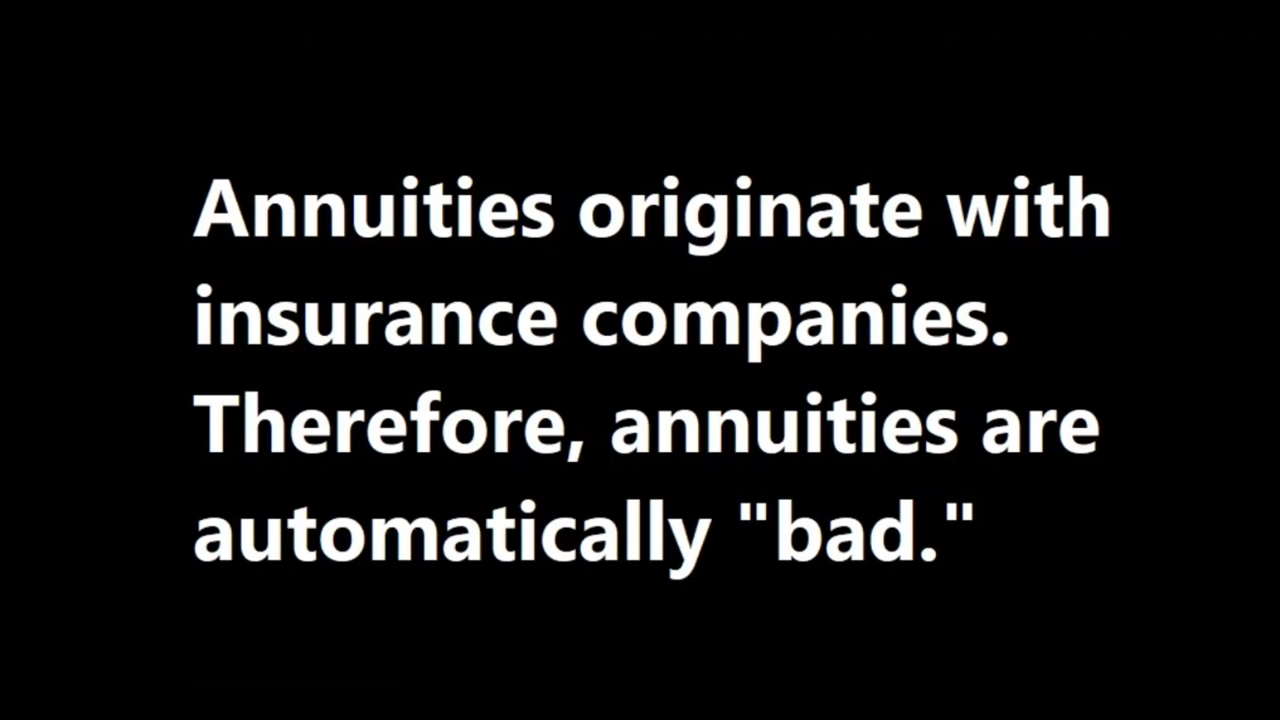 Annuities originate with
insurance companies.
Therefore, annuities are
automatically "bad."